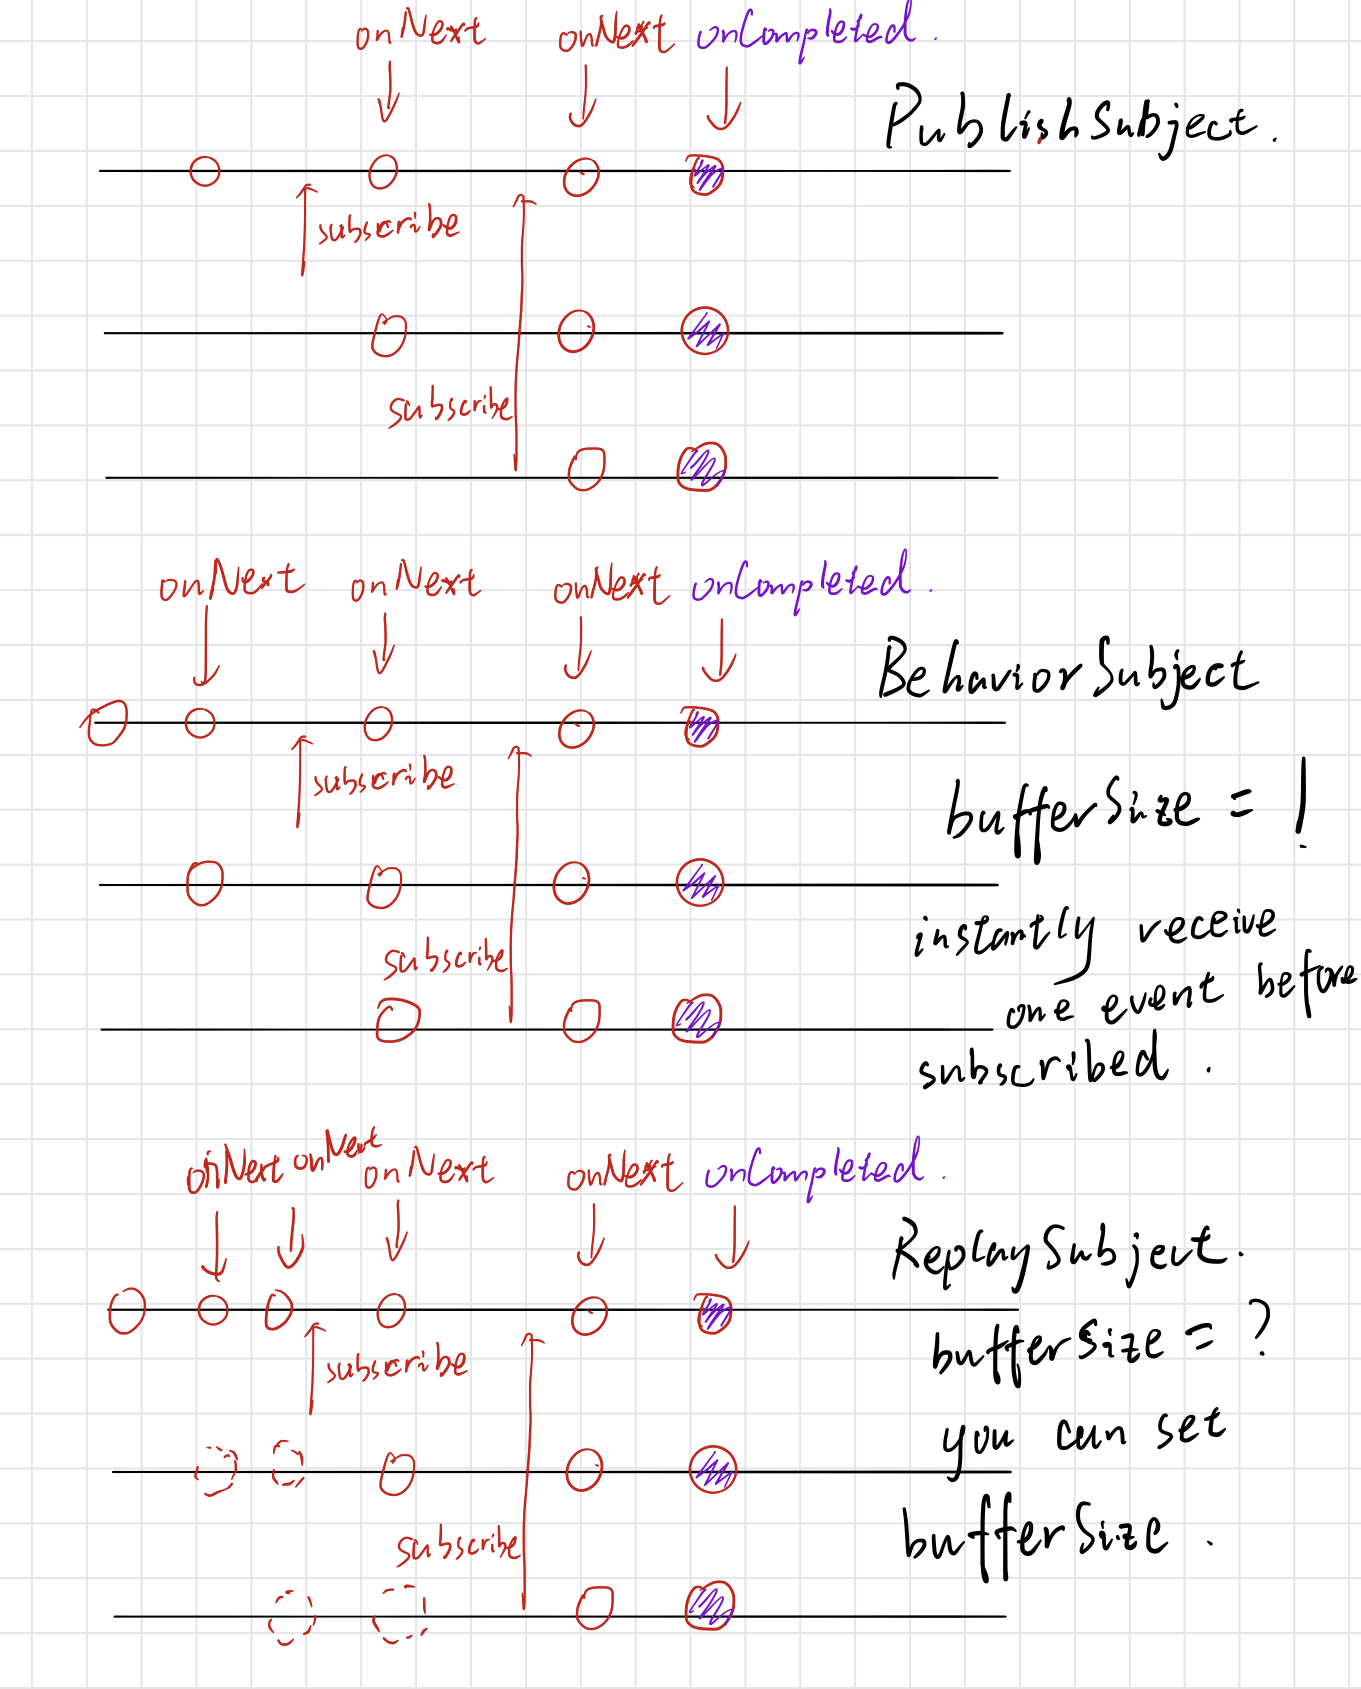 onNext onNext onCompleted.
PublishSubject.
subscribe
subscribe
onNext onNext onNext onCompleted.
BehaviorSubject
subscribe
bufferSize = 1
instantly receive
subscribe
one event before
subscribed.
onNext onNext onNext onNext onCompleted.
ReplaySubject.
bufferSize = ?
subscribe
you can set
bufferSize.
subscribe